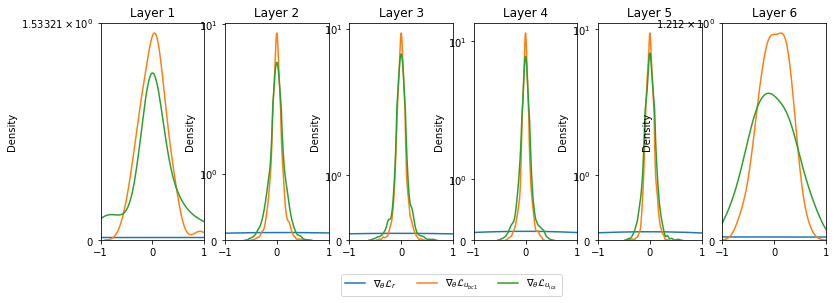 Layer 1
Layer 2
Layer 3
Layer 4
Layer 5
Layer 6
1.53321 × 10⁰
10¹
10¹
10¹
10¹
1.212 × 10⁰
Density
Density
Density
Density
Density
Density
10⁰
10⁰
10⁰
10⁰
0
0
0
0
0
0
−1 0 1
−1 0 1
−1 0 1
−1 0 1
−1 0 1
−1 0 1
∇θℒr
∇θℒu_bc1
∇θℒu_ics